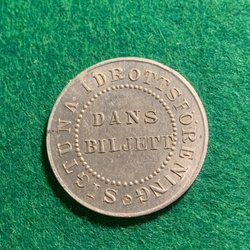 SIGTUNA IDROTTSFÖRENING
DANS
BILJETT